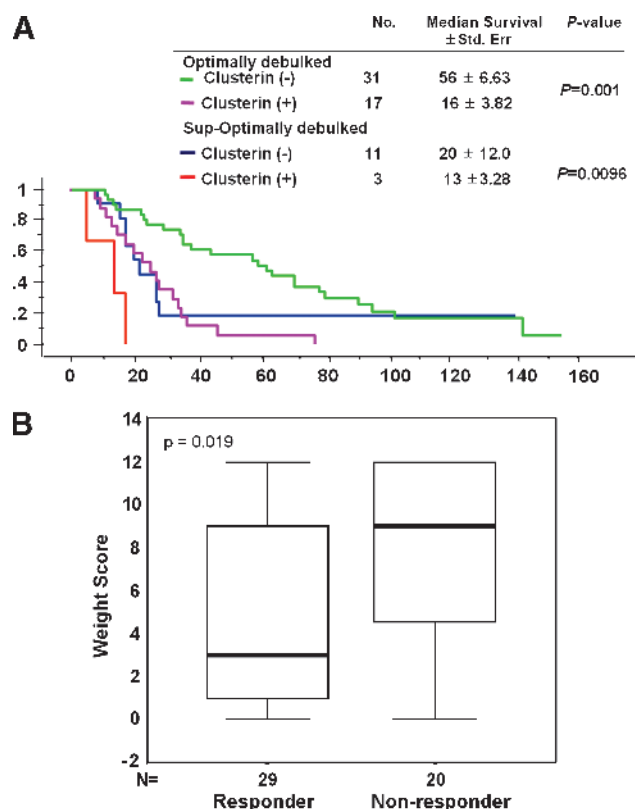 A
No. Median Survival P-value
± Std. Err
Optimally debulked
Clusterin (-) 31 56 ± 6.63
P=0.001
Clusterin (+) 17 16 ± 3.82
Sup-Optimally debulked
Clusterin (-) 11 20 ± 12.0
P=0.0096
Clusterin (+) 3 13 ±3.28
1
.8
.6
.4
.2
0
0 20 40 60 80 100 120 140 160
B
p = 0.019
Weight Score
14
12
10
8
6
4
2
0
-2
N= 29 20
Responder Non-responder